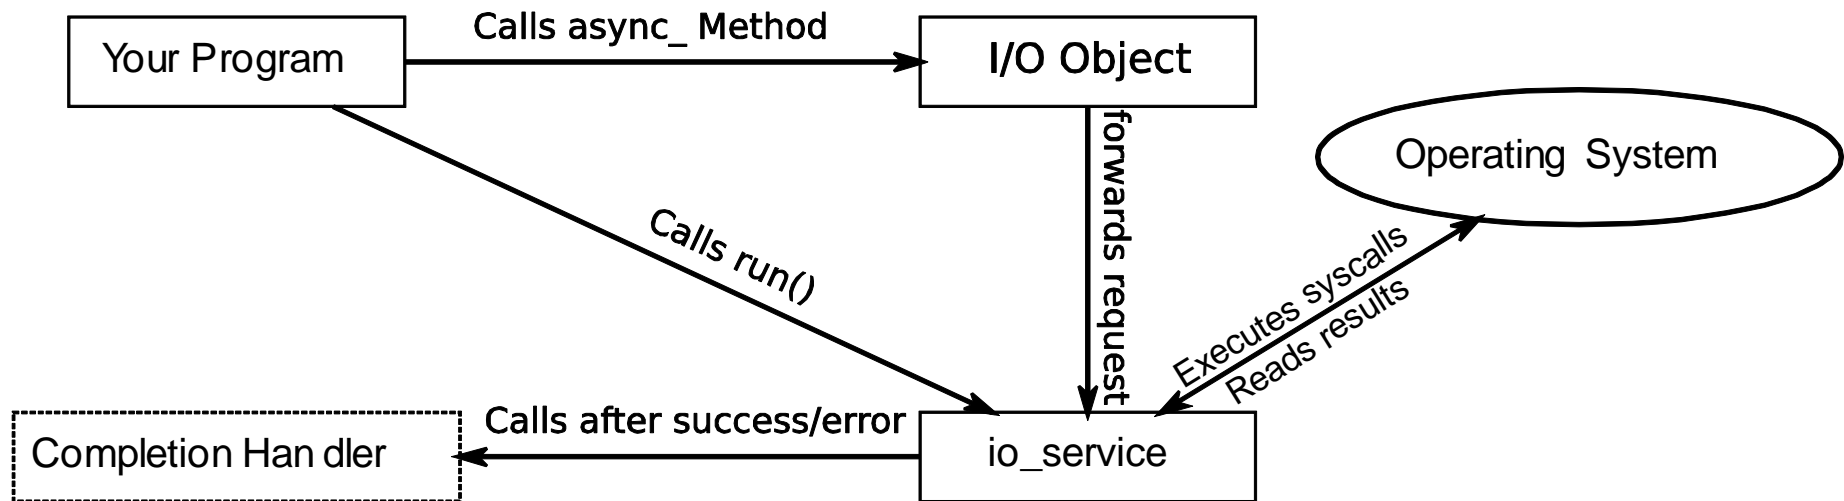 Your Program
Calls async_ Method
I/O Object
Operating System
forwards request
Calls run()
Executes syscalls
Reads results
Completion Han dler
Calls after success/error
io_service